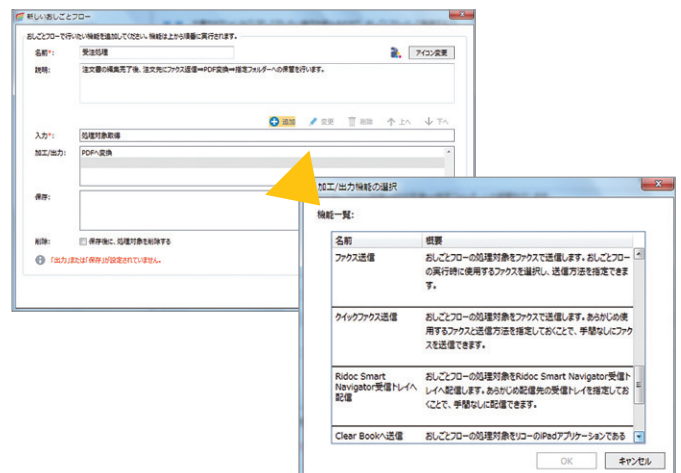 新しいおしごとフロー
おしごとフローで行いたい機能を追加してください。機能は上から順番に実行されます。
名前*:
受注処理
アイコン変更
説明:
注文書の編集完了後、注文先にファクス返信⇒PDF変換⇒指定フォルダーへの保管を行います。
追加
変更
削除
上へ
下へ
入力*:
処理対象取得
加工/出力:
PDFへ変換
保存:
削除:
保存後に、処理対象を削除する
「出力」または「保存」が設定されていません。
加工/出力機能の選択
機能一覧:
名前
概要
ファクス送信
おしごとフローの処理対象をファクスで送信します。おしごとフロー
の実行時に使用するファクスを選択し、送信方法を指定できま
す。
クイックファクス送信
おしごとフローの処理対象をファクスで送信します。あらかじめ使
用するファクスと送信方法を指定しておくことで、手間なしにファク
スを送信できます。
Ridoc Smart
Navigator受信トレイへ
配信
おしごとフローの処理対象をRidoc Smart Navigator受信ト
レイへ配信します。あらかじめ配信先の受信トレイを指定してお
くことで、手間なしに配信できます。
Clear Bookへ送信
おしごとフローの処理対象をリコーのiPadアプリケーションである
OK
キャンセル